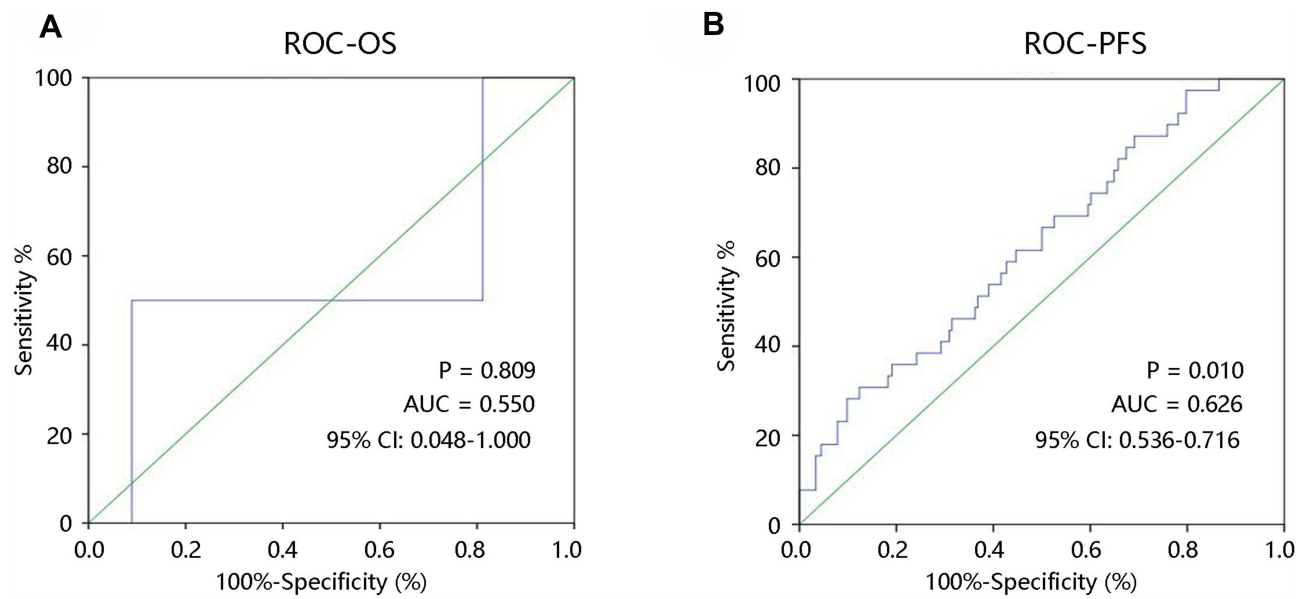 A
ROC-OS
100
80
60
40
20
0
Sensitivity %
P = 0.809
AUC = 0.550
95% CI: 0.048-1.000
0.0 0.2 0.4 0.6 0.8 1.0
100%-Specificity (%)
B
ROC-PFS
100
80
60
40
20
0
Sensitivity %
P = 0.010
AUC = 0.626
95% CI: 0.536-0.716
0.0 0.2 0.4 0.6 0.8 1.0
100%-Specificity (%)